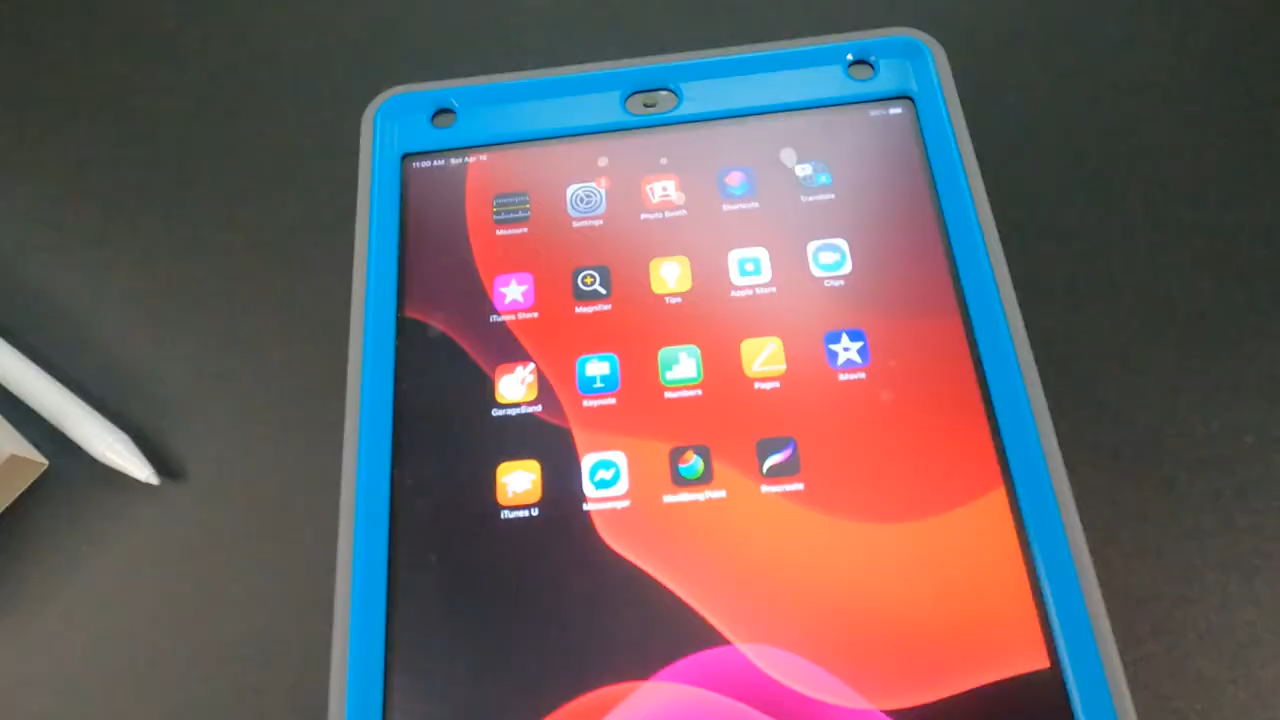 11:00 AM Sat Apr
Measure Settings Photo Booth Shortcuts Translate
iTunes Store Magnifier Tips Apple Store Clips
GarageBand Keynote Numbers Pages iMovie
iTunes U Messenger MediBang Paint Procreate